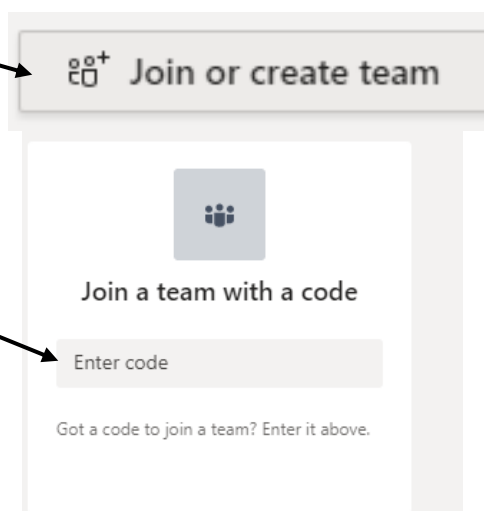 Join or create team
Join a team with a code
Enter code
Got a code to join a team? Enter it above.